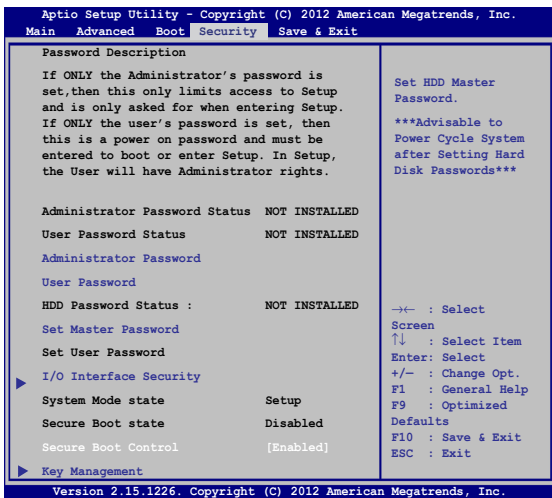 Aptio Setup Utility - Copyright (C) 2012 American Megatrends, Inc.
Main Advanced Boot Security Save & Exit
Password Description
If ONLY the Administrator's password is
set,then this only limits access to Setup
and is only asked for when entering Setup.
If ONLY the user's password is set, then
this is a power on password and must be
entered to boot or enter Setup. In Setup,
the User will have Administrator rights.
Administrator Password Status NOT INSTALLED
User Password Status NOT INSTALLED
Administrator Password
User Password
HDD Password Status : NOT INSTALLED
Set Master Password
Set User Password
I/O Interface Security
System Mode state Setup
Secure Boot state Disabled
Secure Boot Control [Enabled]
Key Management
Set HDD Master
Password.
***Advisable to
Power Cycle System
after Setting Hard
Disk Passwords***
→← : Select
Screen
↑↓ : Select Item
Enter: Select
+/− : Change Opt.
F1 : General Help
F9 : Optimized
Defaults
F10 : Save & Exit
ESC : Exit
Version 2.15.1226. Copyright (C) 2012 American Megatrends, Inc.